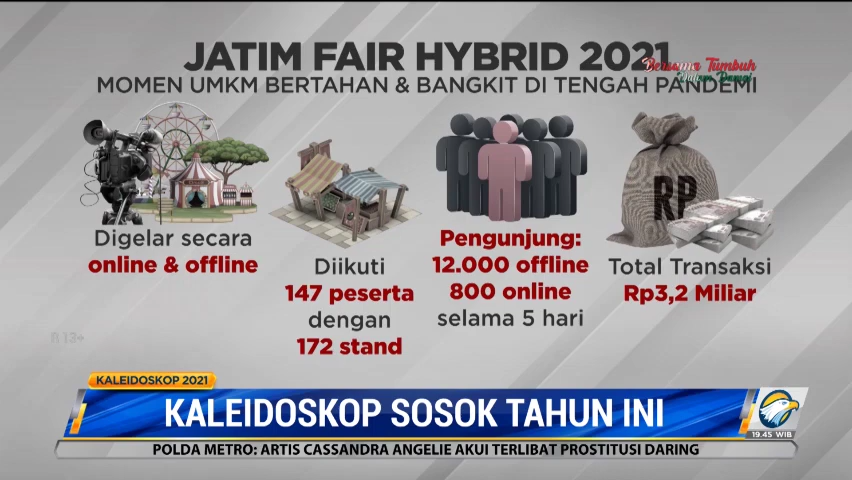 JATIM FAIR HYBRID 2021
Bersama Tumbuh
Dalam Damai
MOMEN UMKM BERTAHAN & BANGKIT DI TENGAH PANDEMI
Digelar secara
online & offline
Diikuti
147 peserta
dengan
172 stand
Pengunjung:
12.000 offline
800 online
selama 5 hari
RP
Total Transaksi
Rp3,2 Miliar
R 13+
KALEIDOSKOP 2021
KALEIDOSKOP SOSOK TAHUN INI
19.45 WIB
POLDA METRO: ARTIS CASSANDRA ANGELIE AKUI TERLIBAT PROSTITUSI DARING